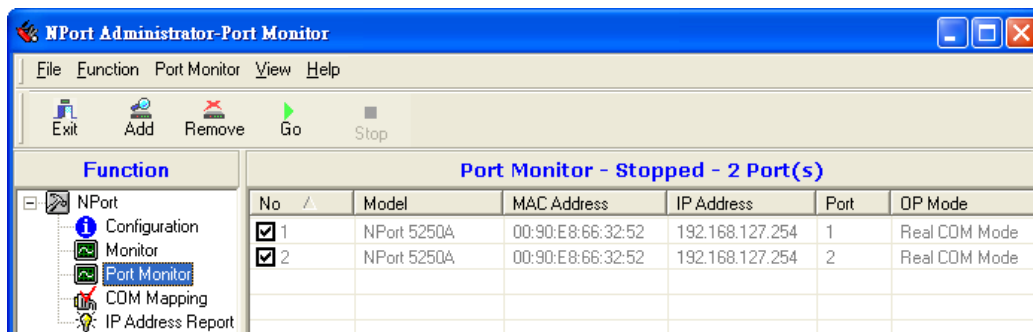 NPort Administrator-Port Monitor
File Function Port Monitor View Help
Exit Add Remove Go Stop
Function
Port Monitor - Stopped - 2 Port(s)
NPort
Configuration
Monitor
Port Monitor
COM Mapping
IP Address Report
No Model MAC Address IP Address Port OP Mode
1 NPort 5250A 00:90:E8:66:32:52 192.168.127.254 1 Real COM Mode
2 NPort 5250A 00:90:E8:66:32:52 192.168.127.254 2 Real COM Mode